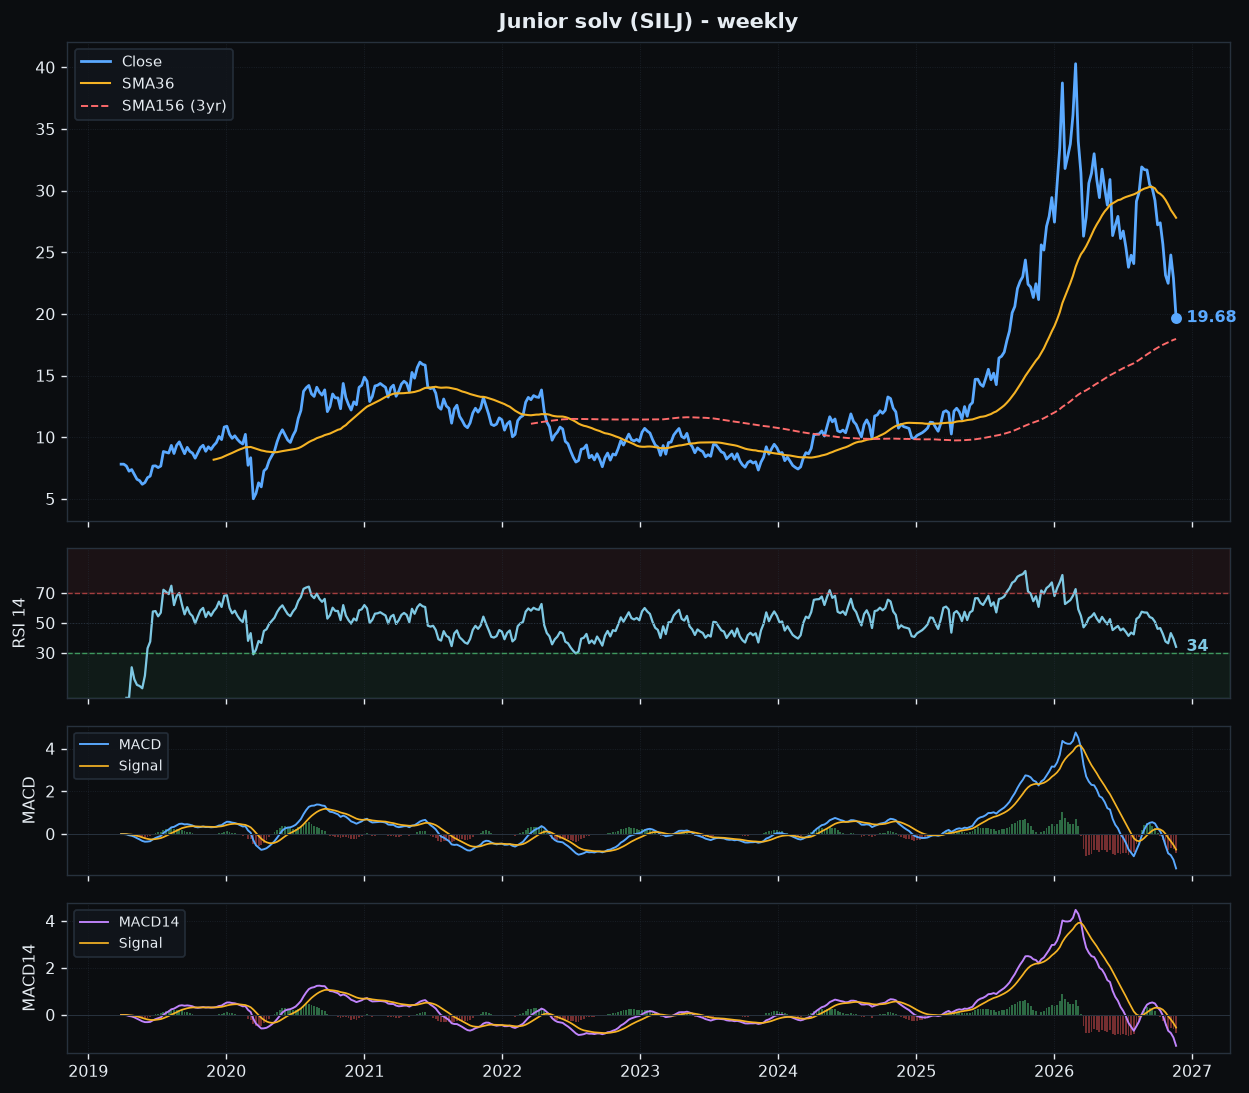 Junior solv (SILJ) - weekly
Close
SMA36
SMA156 (3yr)
40
35
30
25
20
15
10
5
19.68
RSI 14
70
50
30
34
MACD
MACD
Signal
4
2
0
MACD14
MACD14
Signal
4
2
0
2019 2020 2021 2022 2023 2024 2025 2026 2027